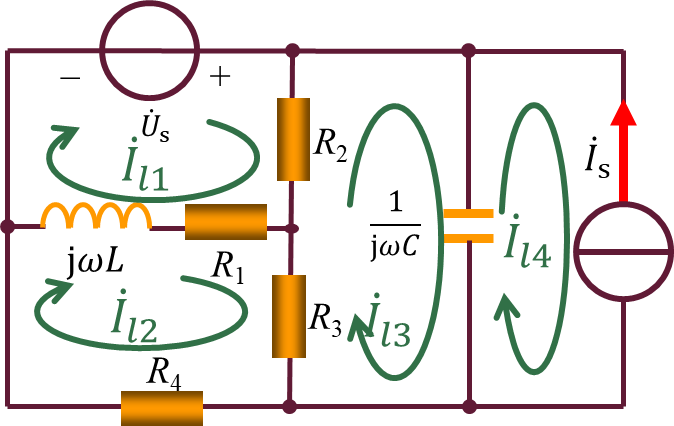 − +
U̇s
İl1
R2
İs
1
jωC
İl4
jωL
R1
İl2
R3
İl3
R4